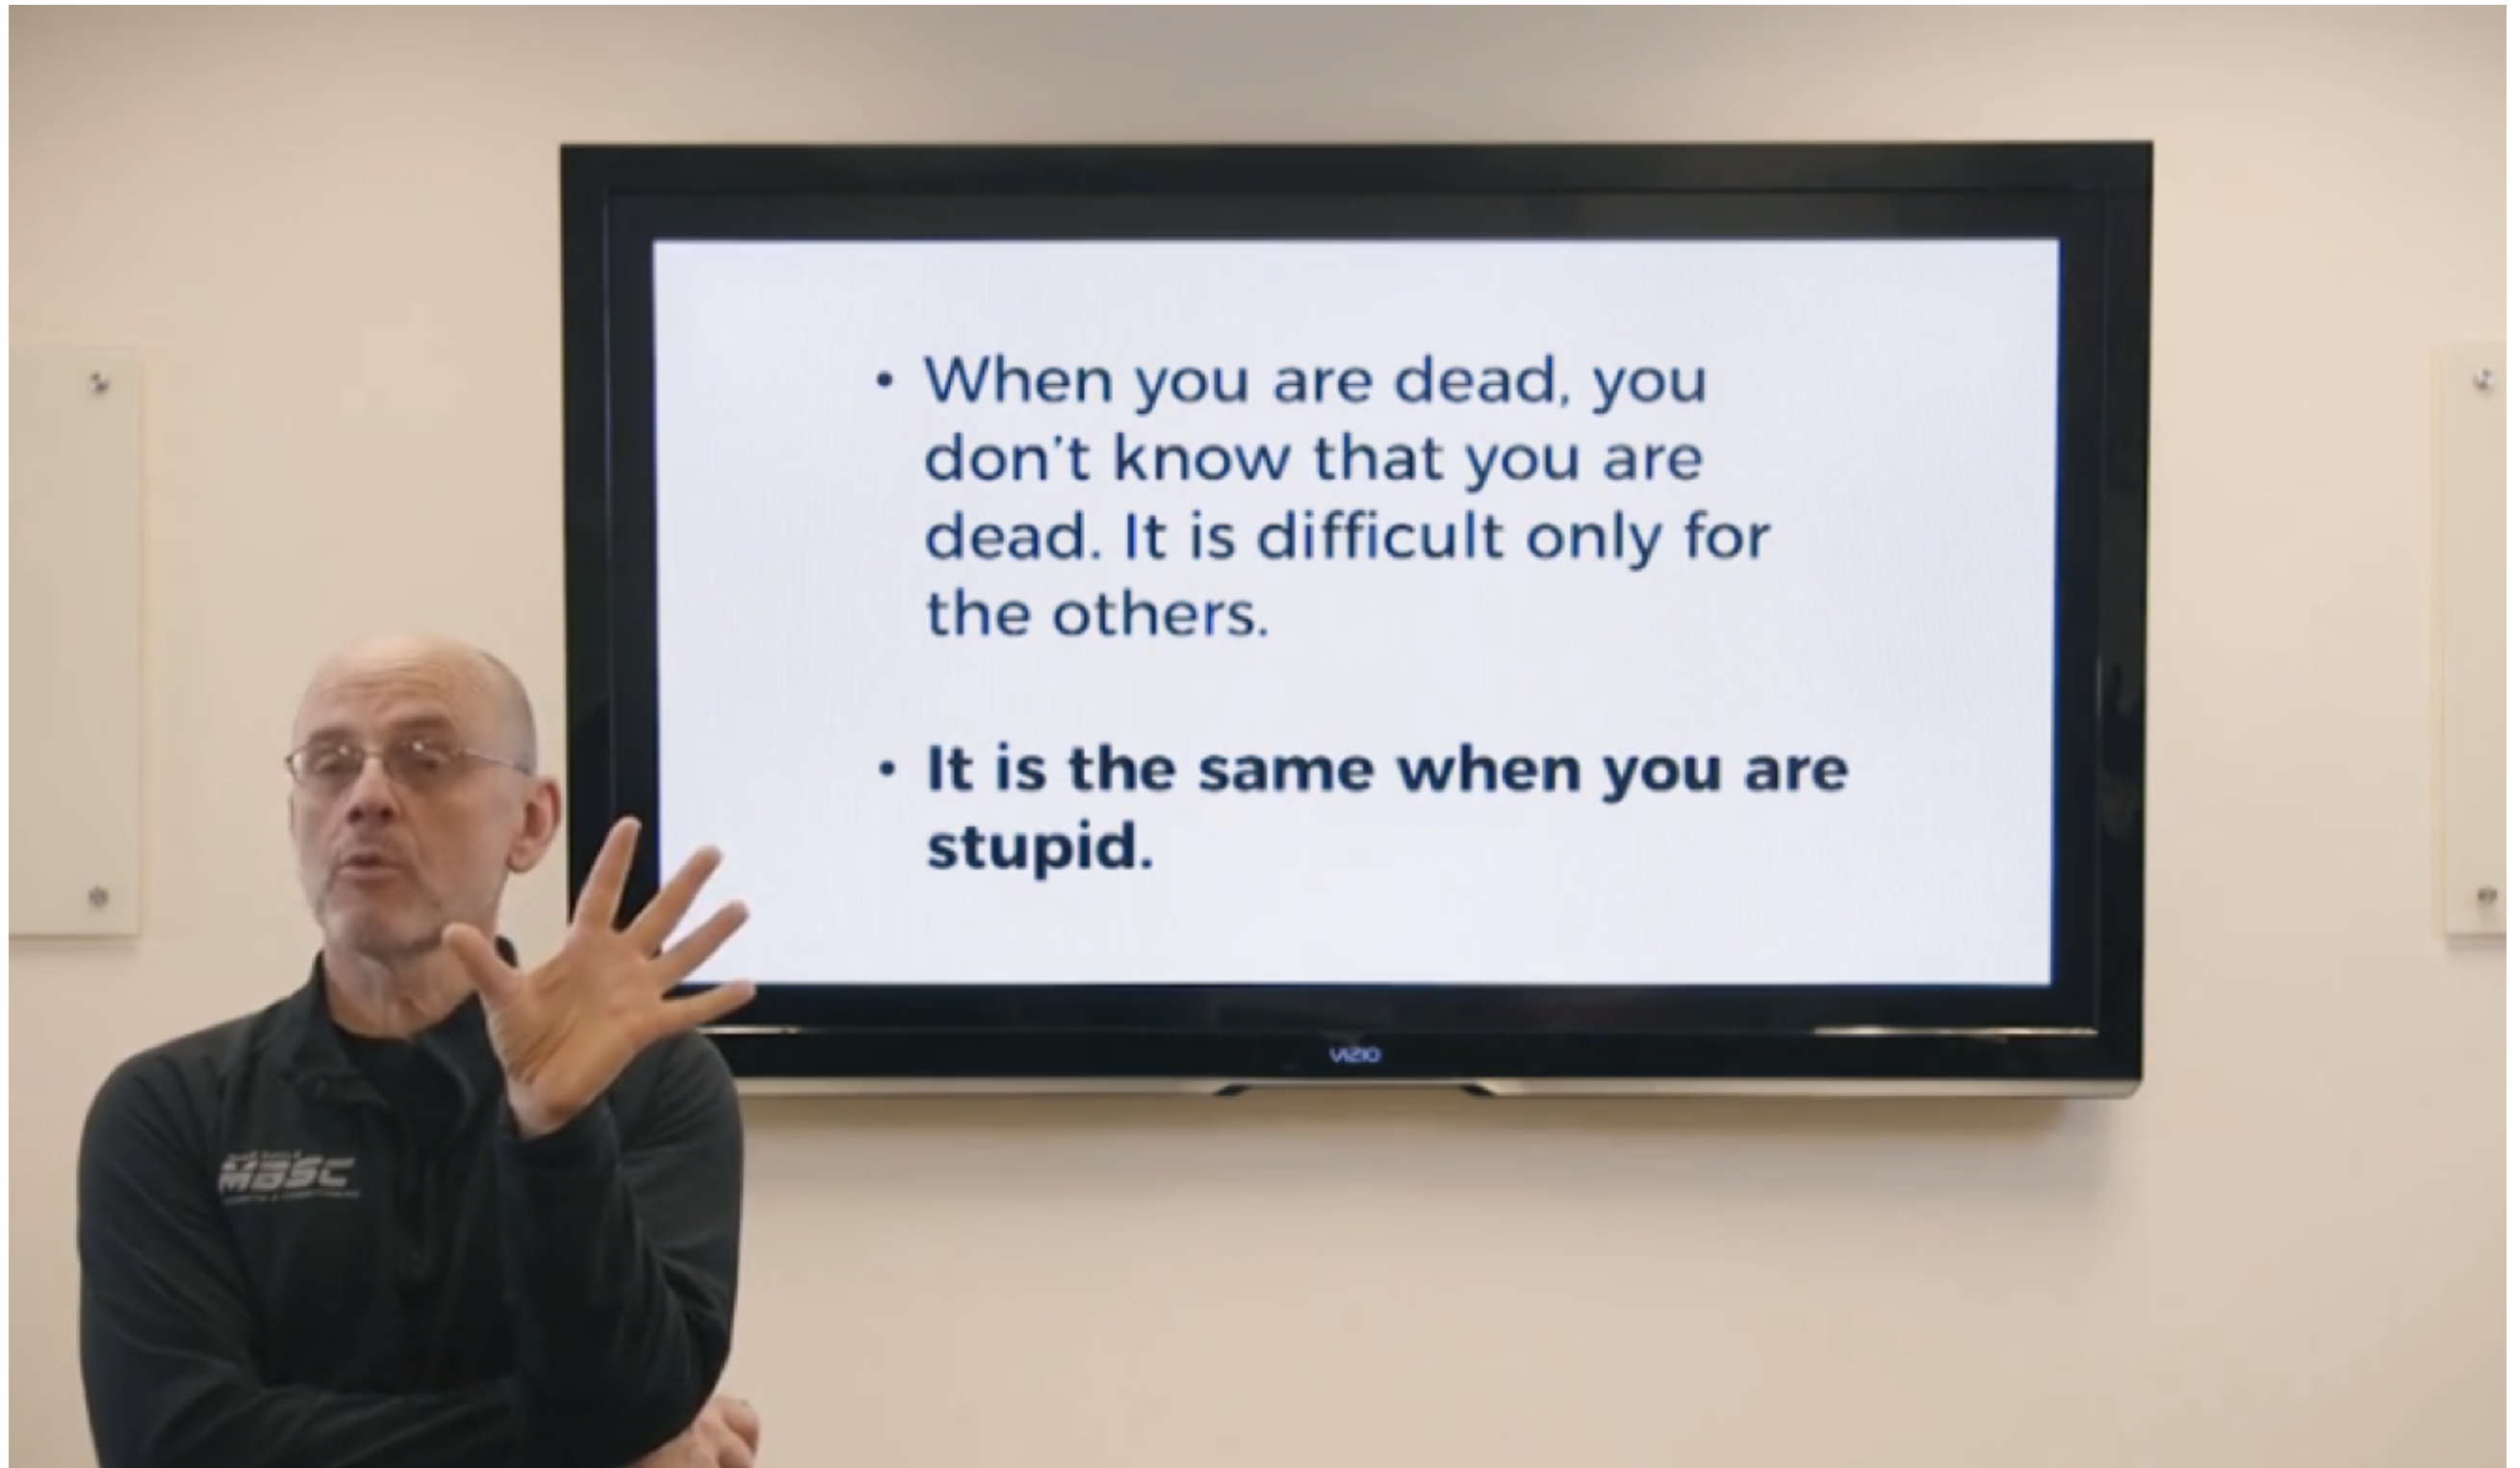 • When you are dead, you
don't know that you are
dead. It is difficult only for
the others.
• It is the same when you are
stupid.
VIZIO
MBSC